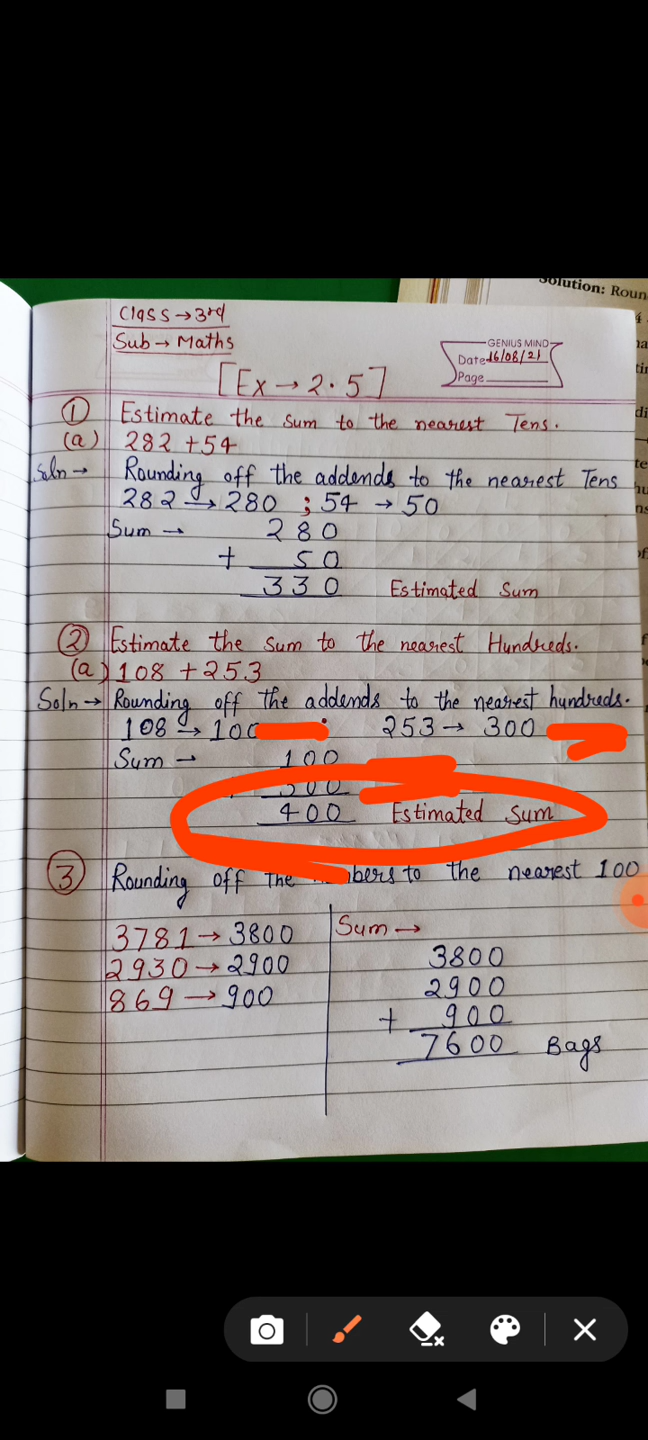 Solution: Roun
Class→3rd
Sub→Maths
GENIUS MIND
Date 16/08/21
Page
[Ex→2.5]
① Estimate the sum to the nearest Tens.
(a) 282 +54
Soln→ Rounding off the addends to the nearest Tens
282→280 ; 54→50
Sum→ 280
+ 50
330 Estimated Sum
② Estimate the sum to the nearest Hundreds.
(a) 108 +253
Soln→ Rounding off the addends to the nearest hundreds.
108→100 253→ 300
Sum→ 100
300
400 Estimated Sum
③ Rounding off the to the nearest 100
3781→3800 Sum→
2930→2900 3800
869→900 2900
+ 900
7600 Bags